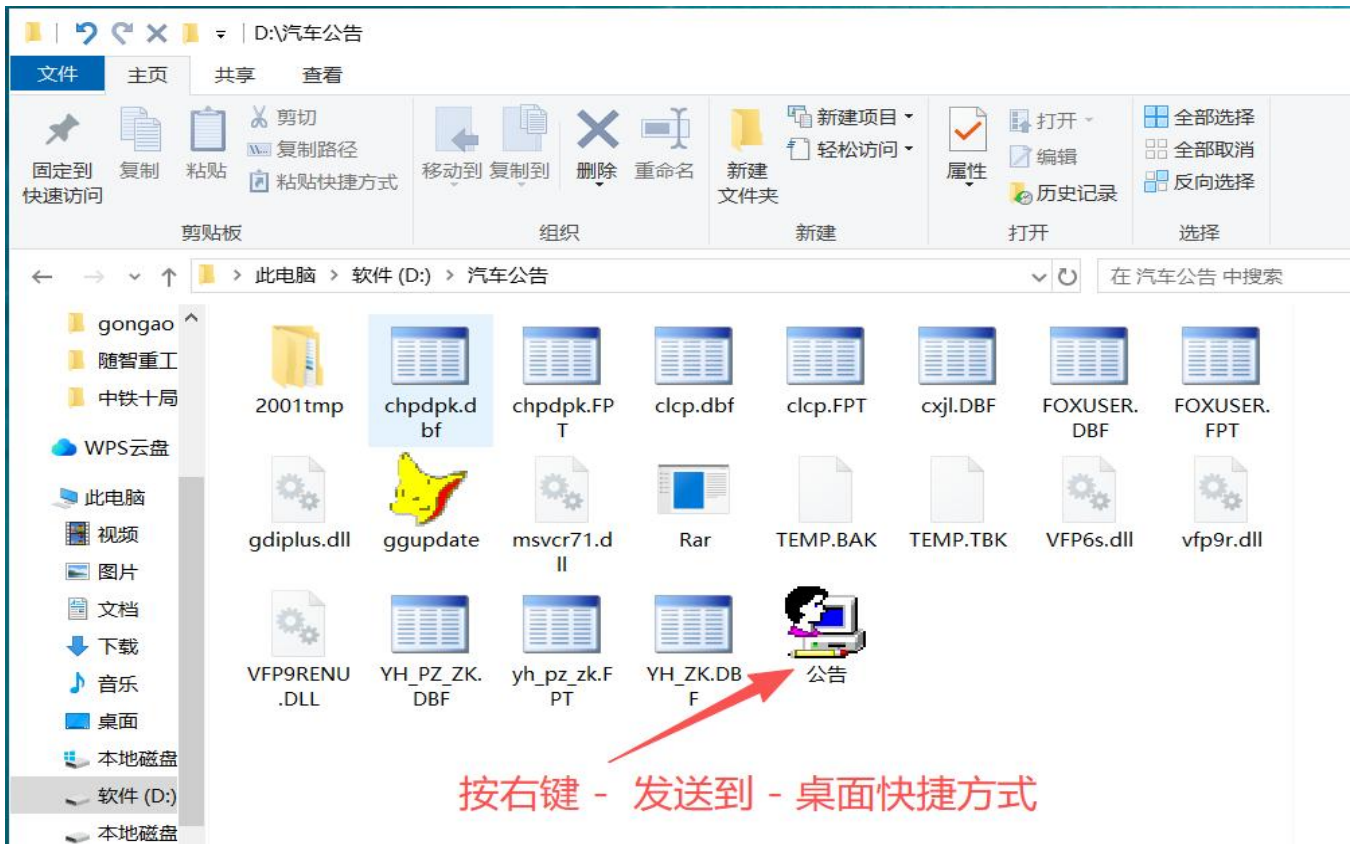 D:\汽车公告
文件 主页 共享 查看
剪切
复制路径
粘贴快捷方式
固定到
快速访问
复制
粘贴
剪贴板
移动到 复制到 删除 重命名
组织
新建
文件夹
新建项目
轻松访问
新建
属性
打开
编辑
历史记录
打开
全部选择
全部取消
反向选择
选择
此电脑 > 软件 (D:) > 汽车公告
在 汽车公告 中搜索
gongao
随智重工
中铁十局
WPS云盘
此电脑
视频
图片
文档
下载
音乐
桌面
本地磁盘
软件 (D:)
本地磁盘
2001tmp
chpdpk.d
bf
chpdpk.FP
T
clcp.dbf
clcp.FPT
cxjl.DBF
FOXUSER.
DBF
FOXUSER.
FPT
gdiplus.dll
ggupdate
msvcr71.d
ll
Rar
TEMP.BAK
TEMP.TBK
VFP6s.dll
vfp9r.dll
VFP9RENU
.DLL
YH_PZ_ZK.
DBF
yh_pz_zk.F
PT
YH_ZK.DB
F
公告
按右键 - 发送到 - 桌面快捷方式